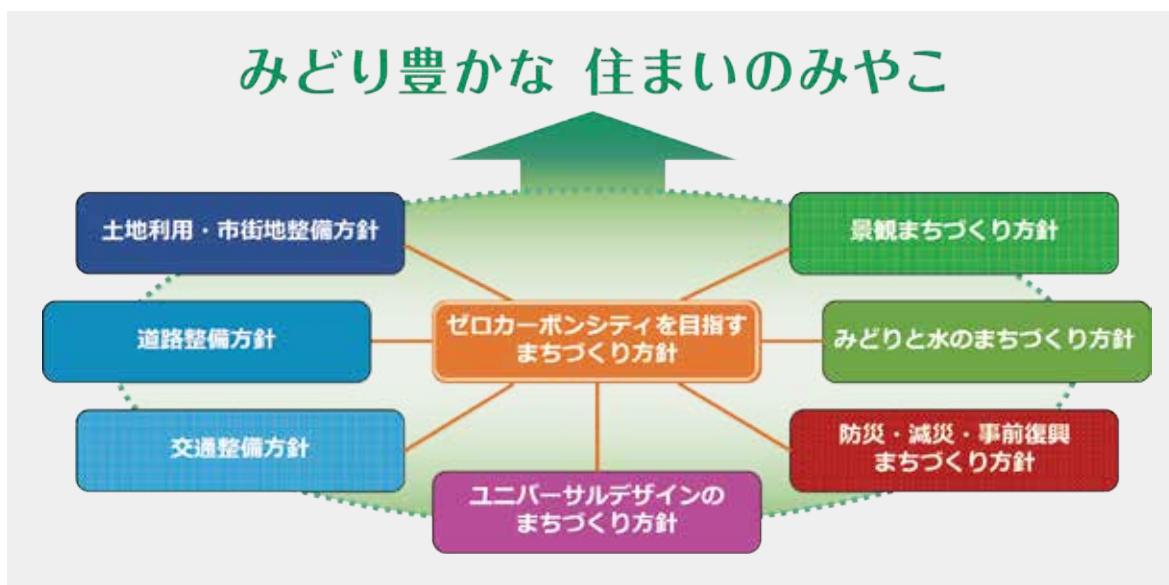 みどり豊かな 住まいのみやこ
土地利用・市街地整備方針
景観まちづくり方針
道路整備方針
ゼロカーボンシティを目指す
まちづくり方針
みどりと水のまちづくり方針
交通整備方針
防災・減災・事前復興
まちづくり方針
ユニバーサルデザインの
まちづくり方針